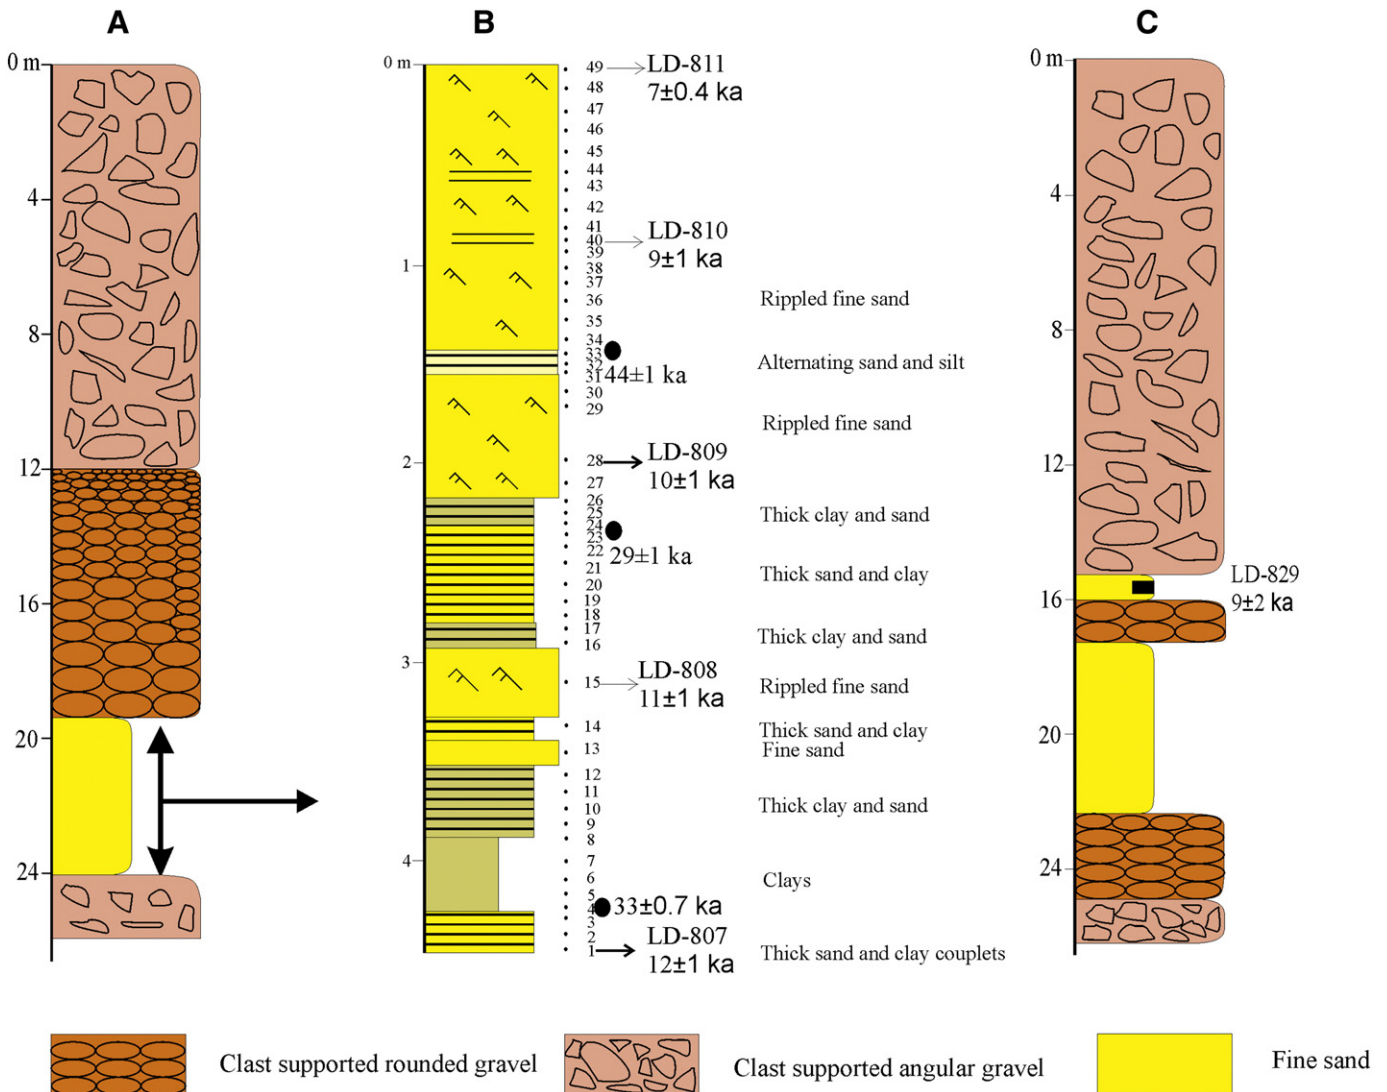 A
B
C
0 m
4
8
12
16
20
24
0 m
1
2
3
4
49
48
47
46
45
44
43
42
41
40
39
38
37
36
35
34
33
32
31
30
29
28
27
26
25
24
23
22
21
20
19
18
17
16
15
14
13
12
11
10
9
8
7
6
5
4
3
2
1
LD-811
7±0.4 ka
LD-810
9±1 ka
44±1 ka
LD-809
10±1 ka
29±1 ka
LD-808
11±1 ka
33±0.7 ka
LD-807
12±1 ka
Rippled fine sand
Alternating sand and silt
Rippled fine sand
Thick clay and sand
Thick sand and clay
Thick clay and sand
Rippled fine sand
Thick sand and clay
Fine sand
Thick clay and sand
Clays
Thick sand and clay couplets
0 m
4
8
12
16
20
24
LD-829
9±2 ka
Clast supported rounded gravel
Clast supported angular gravel
Fine sand